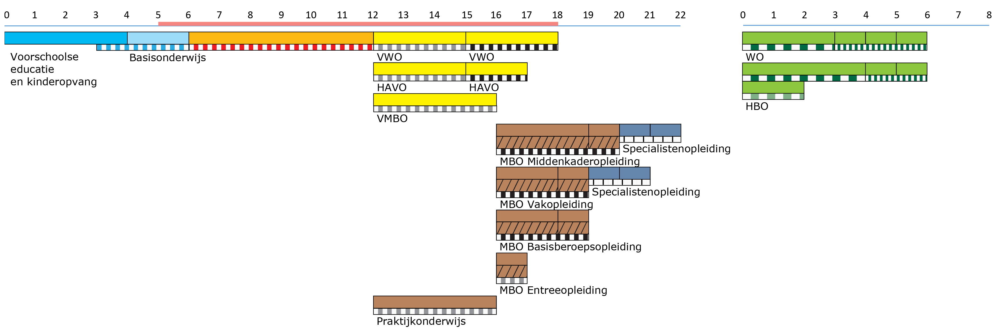 0 1 2 3 4 5 6 7 8 9 10 11 12 13 14 15 16 17 18 19 20 21 22
0 1 2 3 4 5 6 7 8
Voorschoolse
educatie
en kinderopvang
Basisonderwijs
VWO
VWO
HAVO
HAVO
VMBO
MBO Middenkaderopleiding
Specialistenopleiding
MBO Vakopleiding
Specialistenopleiding
MBO Basisberoepsopleiding
MBO Entreeopleiding
Praktijkonderwijs
WO
HBO